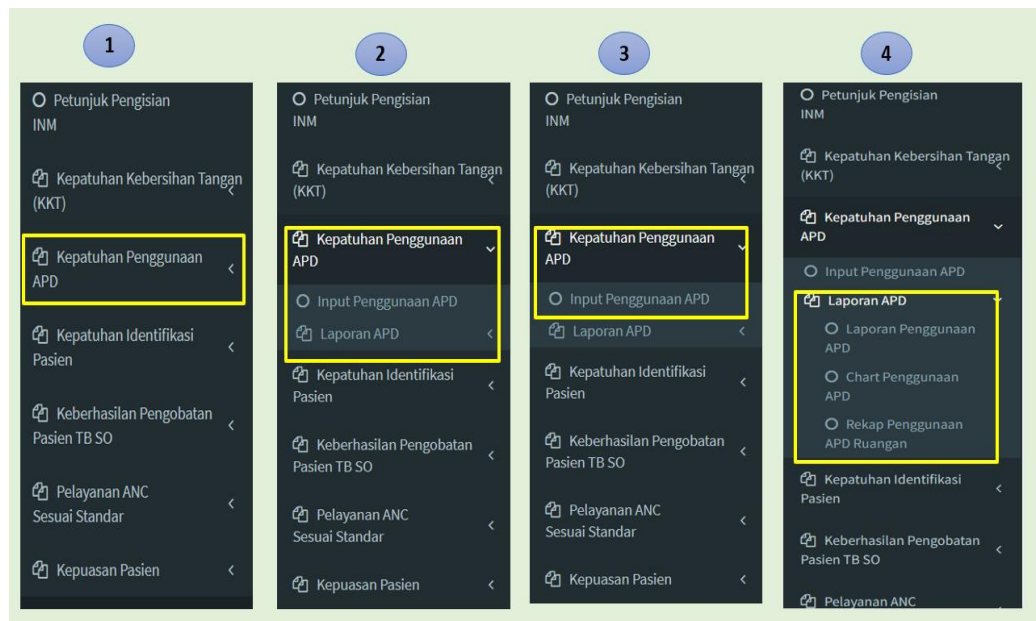 1
Petunjuk Pengisian
INM
Kepatuhan Kebersihan Tangan
(KKT)
Kepatuhan Penggunaan
APD
Kepatuhan Identifikasi
Pasien
Keberhasilan Pengobatan
Pasien TB SO
Pelayanan ANC
Sesuai Standar
Kepuasan Pasien
2
Petunjuk Pengisian
INM
Kepatuhan Kebersihan Tangan
(KKT)
Kepatuhan Penggunaan
APD
Input Penggunaan APD
Laporan APD
Kepatuhan Identifikasi
Pasien
Keberhasilan Pengobatan
Pasien TB SO
Pelayanan ANC
Sesuai Standar
Kepuasan Pasien
3
Petunjuk Pengisian
INM
Kepatuhan Kebersihan Tangan
(KKT)
Kepatuhan Penggunaan
APD
Input Penggunaan APD
Laporan APD
Kepatuhan Identifikasi
Pasien
Keberhasilan Pengobatan
Pasien TB SO
Pelayanan ANC
Sesuai Standar
Kepuasan Pasien
4
Petunjuk Pengisian
INM
Kepatuhan Kebersihan Tangan
(KKT)
Kepatuhan Penggunaan
APD
Input Penggunaan APD
Laporan APD
Laporan Penggunaan
APD
Chart Penggunaan
APD
Rekap Penggunaan
APD Ruangan
Kepatuhan Identifikasi
Pasien
Keberhasilan Pengobatan
Pasien TB SO
Pelayanan ANC